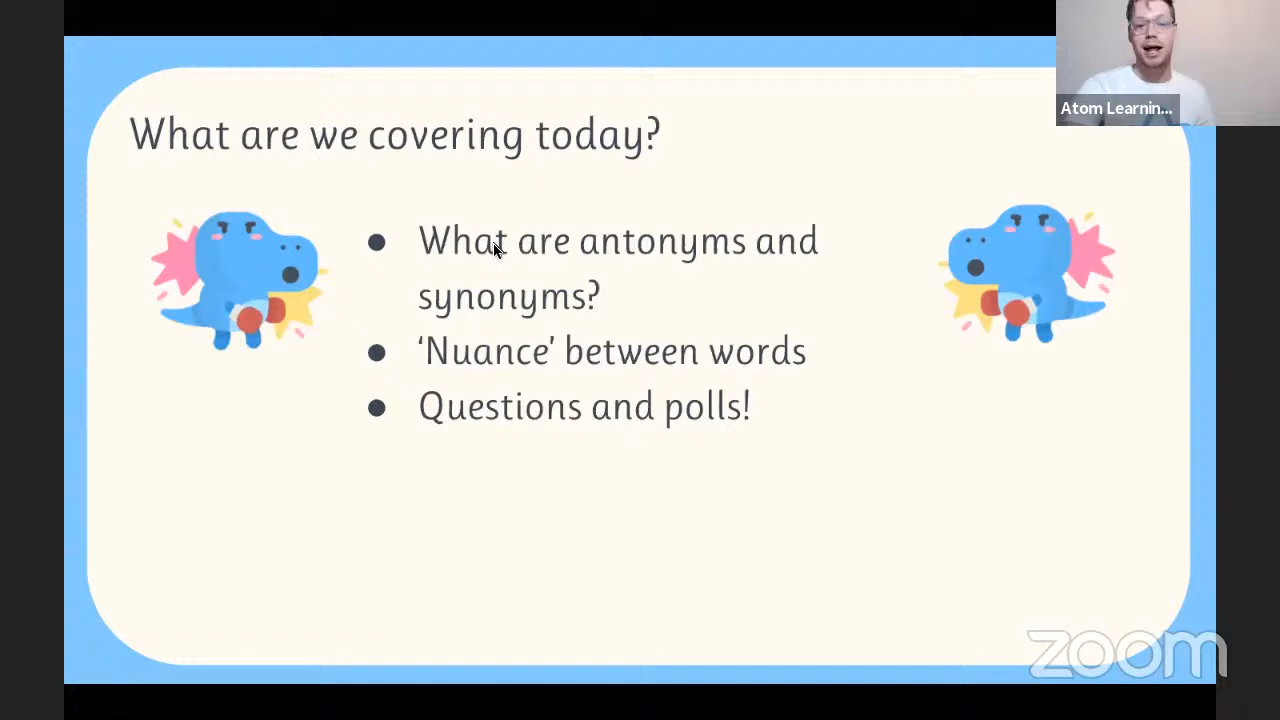 What are we covering today?
Atom Learnin...
● What are antonyms and
synonyms?
● ‘Nuance’ between words
● Questions and polls!
zoom